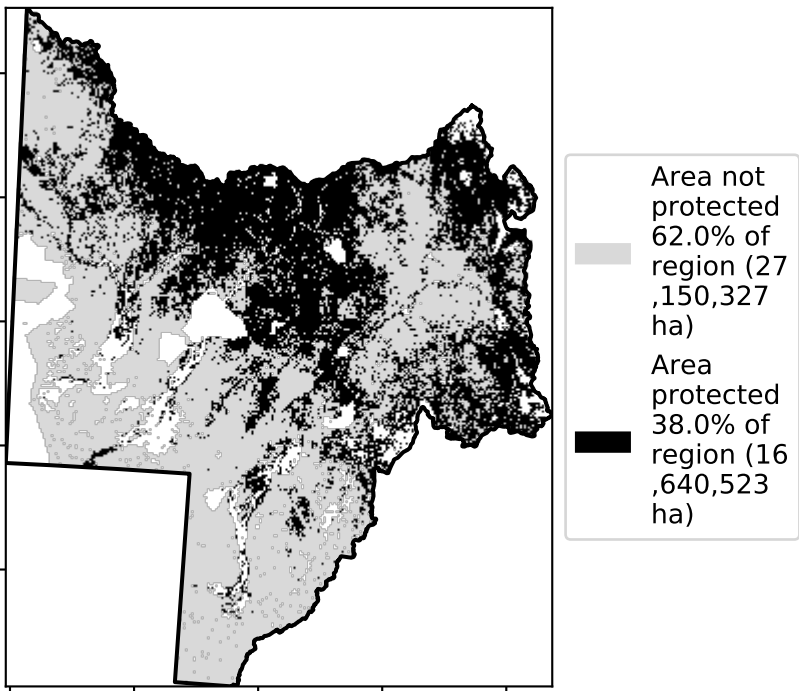 Area not
protected
62.0% of
region (27
,150,327
ha)
Area
protected
38.0% of
region (16
,640,523
ha)